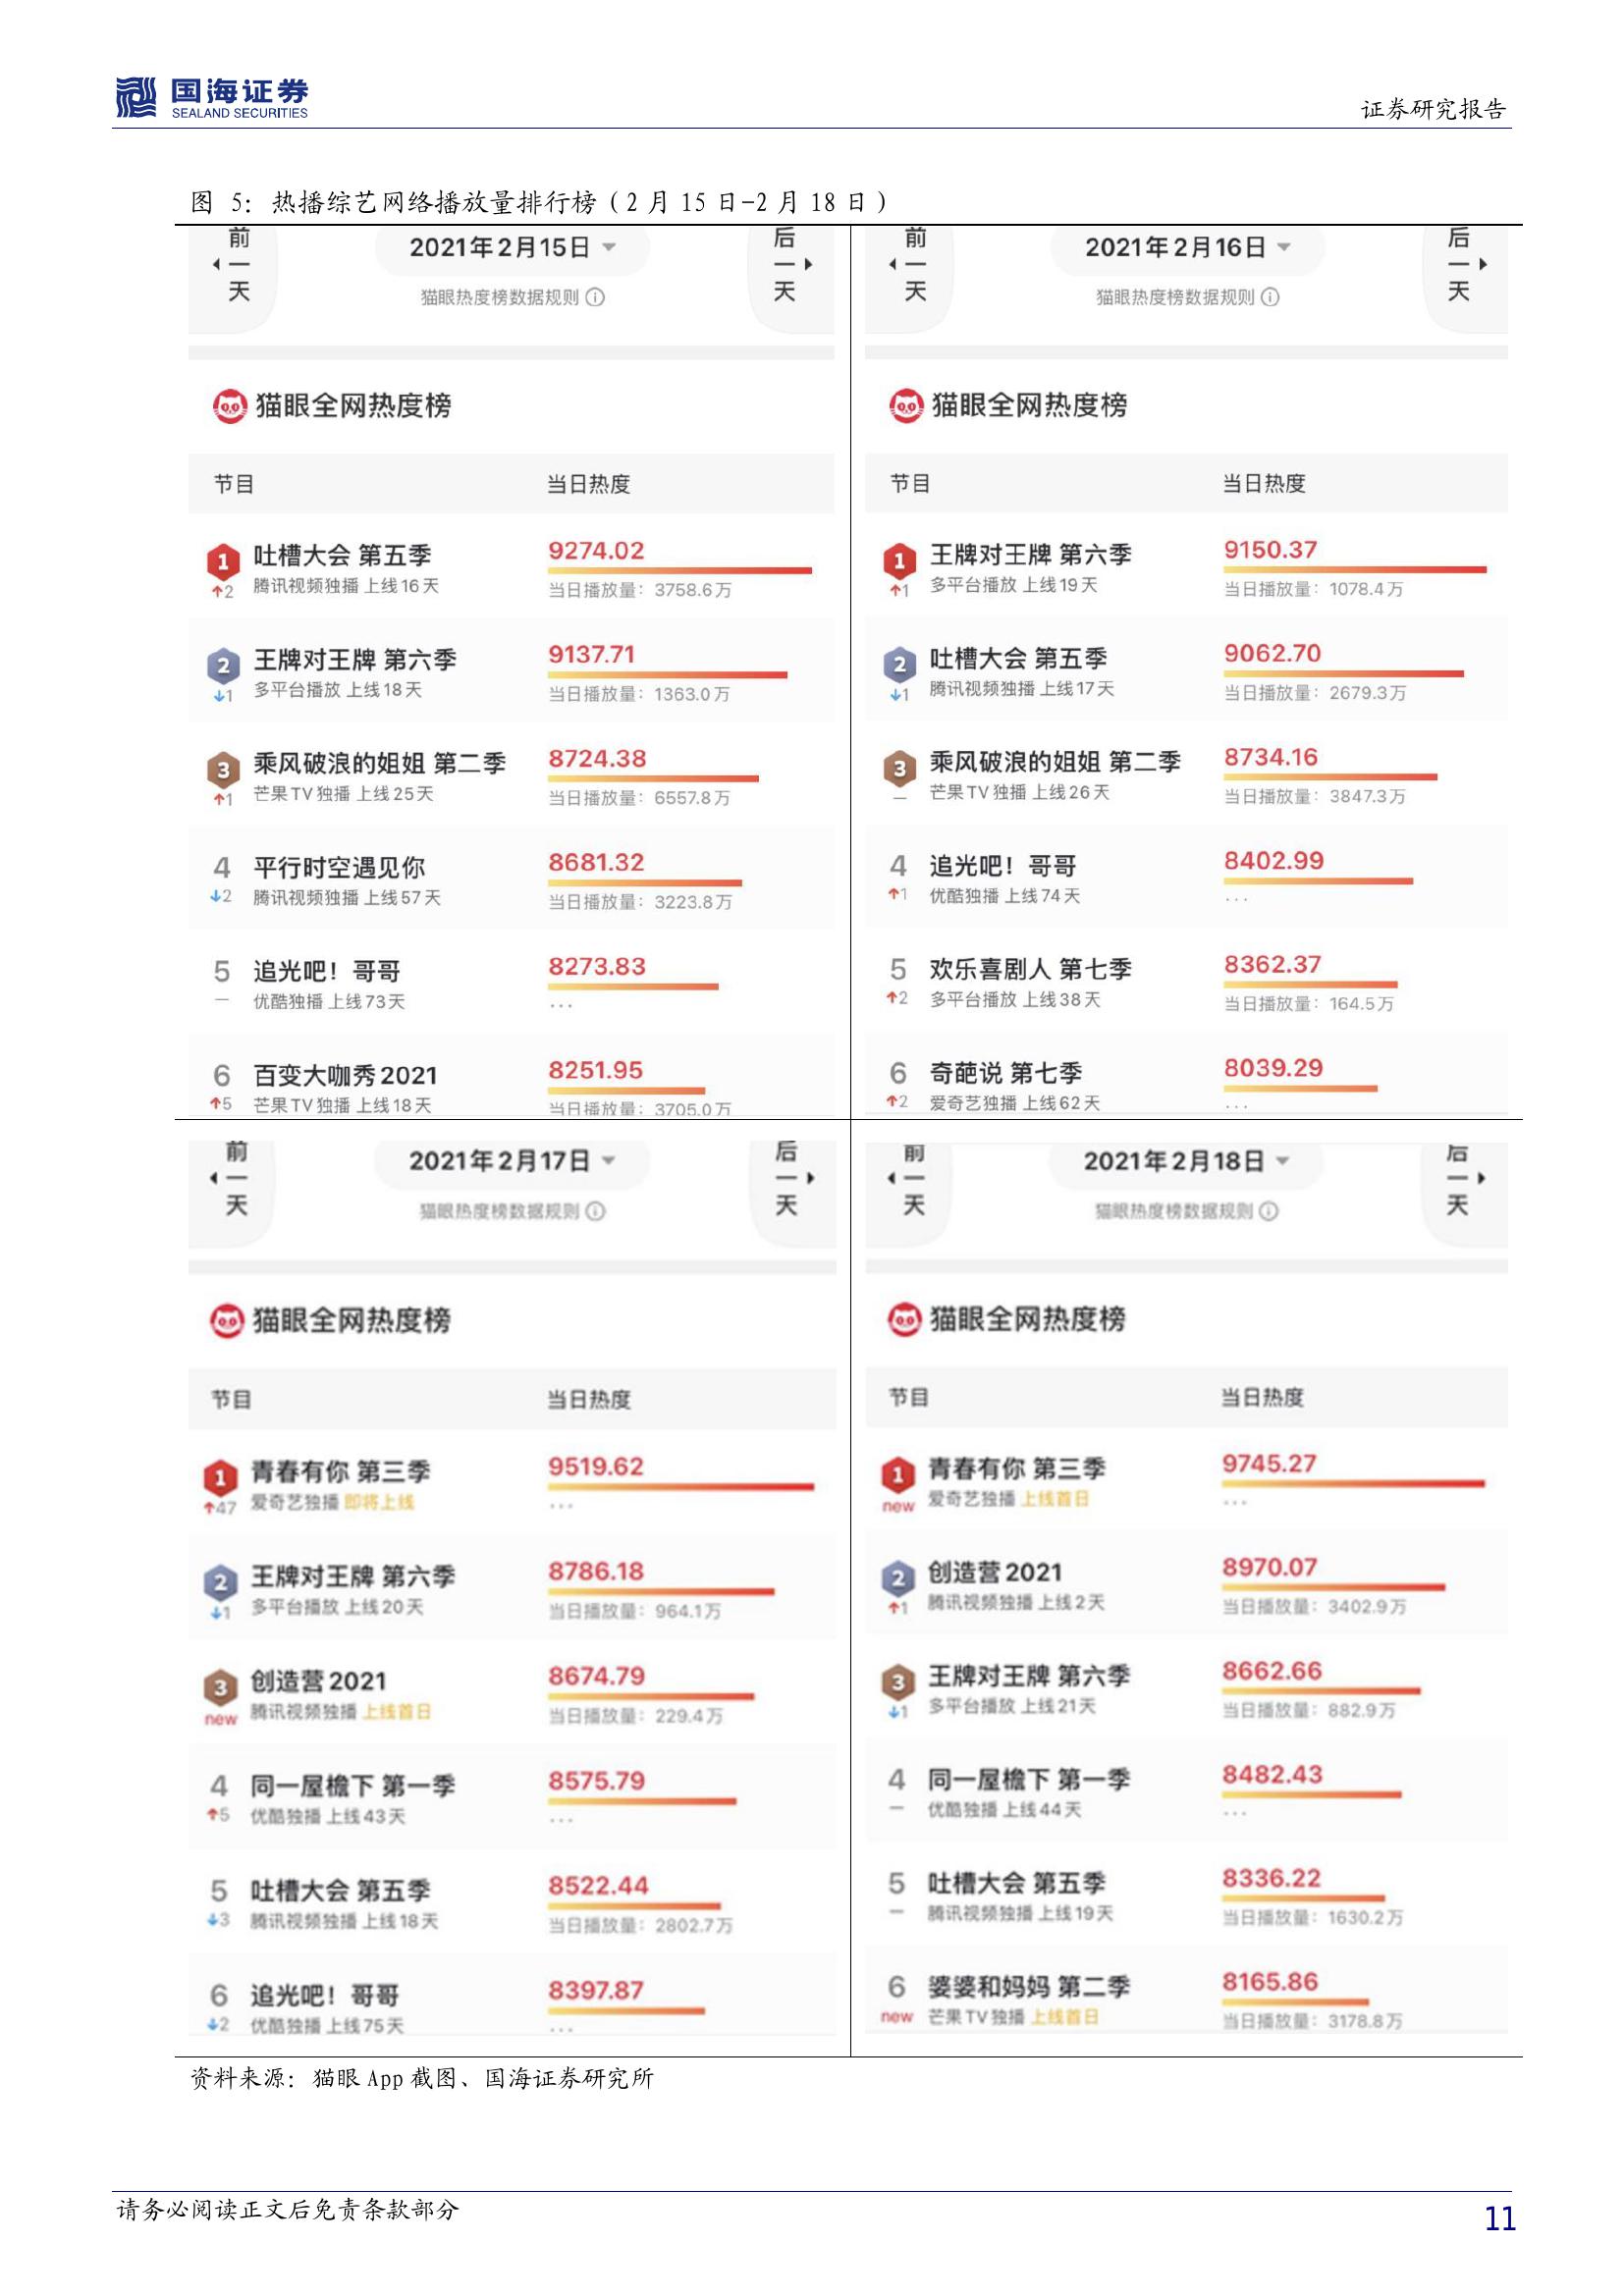 国海证券
SEALAND SECURITIES
证券研究报告
图 5：热播综艺网络播放量排行榜（2 月 15 日-2 月 18 日）
前一天
2021年2月15日
后一天
猫眼热度榜数据规则
猫眼全网热度榜
节目 当日热度
1 吐槽大会 第五季 9274.02
↑2 腾讯视频独播 上线16天 当日播放量：3758.6万
2 王牌对王牌 第六季 9137.71
↓1 多平台播放 上线18天 当日播放量：1363.0万
3 乘风破浪的姐姐 第二季 8724.38
↑1 芒果TV独播 上线25天 当日播放量：6557.8万
4 平行时空遇见你 8681.32
↓2 腾讯视频独播 上线57天 当日播放量：3223.8万
5 追光吧！哥哥 8273.83
— 优酷独播 上线73天 ...
6 百变大咖秀2021 8251.95
↑5 芒果TV独播 上线18天 当日播放量：3705.0万
前一天
2021年2月16日
后一天
猫眼热度榜数据规则
猫眼全网热度榜
节目 当日热度
1 王牌对王牌 第六季 9150.37
↑1 多平台播放 上线19天 当日播放量：1078.4万
2 吐槽大会 第五季 9062.70
↓1 腾讯视频独播 上线17天 当日播放量：2679.3万
3 乘风破浪的姐姐 第二季 8734.16
— 芒果TV独播 上线26天 当日播放量：3847.3万
4 追光吧！哥哥 8402.99
↑1 优酷独播 上线74天 ...
5 欢乐喜剧人 第七季 8362.37
↑2 多平台播放 上线38天 当日播放量：164.5万
6 奇葩说 第七季 8039.29
↑2 爱奇艺独播 上线62天 ...
前一天
2021年2月17日
后一天
猫眼热度榜数据规则
猫眼全网热度榜
节目 当日热度
1 青春有你 第三季 9519.62
↑47 爱奇艺独播 即将上线 ...
2 王牌对王牌 第六季 8786.18
↓1 多平台播放 上线20天 当日播放量：964.1万
3 创造营2021 8674.79
new 腾讯视频独播 上线首日 当日播放量：229.4万
4 同一屋檐下 第一季 8575.79
↑5 优酷独播 上线43天 ...
5 吐槽大会 第五季 8522.44
↓3 腾讯视频独播 上线18天 当日播放量：2802.7万
6 追光吧！哥哥 8397.87
↓2 优酷独播 上线75天 ...
前一天
2021年2月18日
后一天
猫眼热度榜数据规则
猫眼全网热度榜
节目 当日热度
1 青春有你 第三季 9745.27
new 爱奇艺独播 上线首日 ...
2 创造营2021 8970.07
↑1 腾讯视频独播 上线2天 当日播放量：3402.9万
3 王牌对王牌 第六季 8662.66
↓1 多平台播放 上线21天 当日播放量：882.9万
4 同一屋檐下 第一季 8482.43
— 优酷独播 上线44天 ...
5 吐槽大会 第五季 8336.22
— 腾讯视频独播 上线19天 当日播放量：1630.2万
6 婆婆和妈妈 第二季 8165.86
new 芒果TV独播 上线首日 当日播放量：3178.8万
资料来源：猫眼 App 截图、国海证券研究所
请务必阅读正文后免责条款部分
11